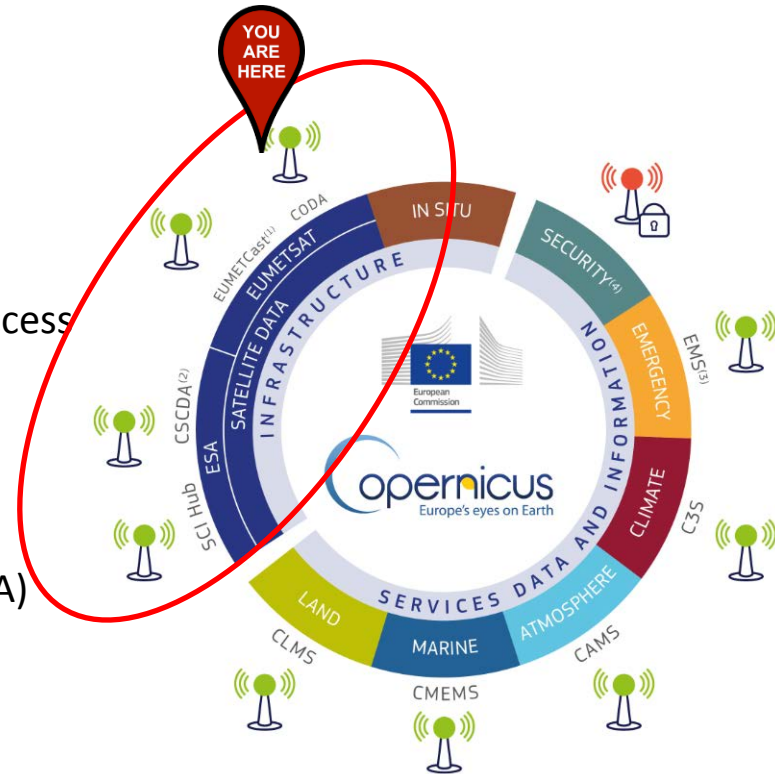 YOU
ARE
HERE
CODA
EUMETCast(1)
EUMETSAT
IN SITU
SECURITY(4)
cess
SATELLITE DATA
INFRASTRUCTURE
European
Commission
EMERGENCY
EMS(3)
CSCDA(2)
ESA
SCI Hub
Copernicus
Europe's eyes on Earth
CLIMATE
C3S
SERVICES DATA AND INFORMATION
A)
LAND
CLMS
MARINE
CMEMS
ATMOSPHERE
CAMS